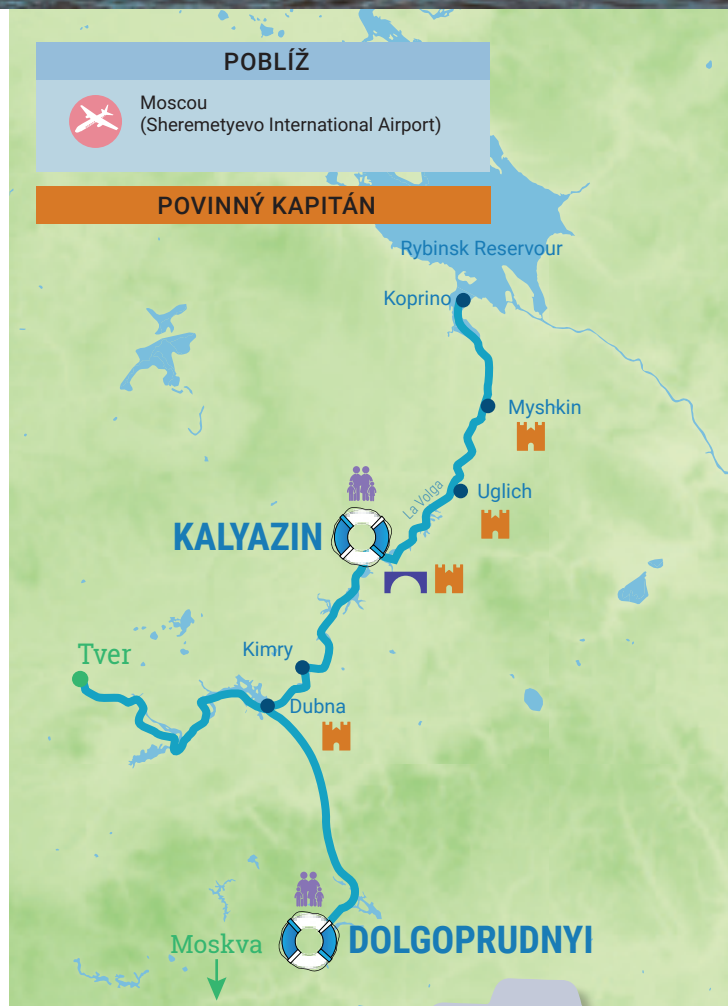 POBLÍŽ
Moscou
(Sheremetyevo International Airport)
POVINNÝ KAPITÁN
Rybinsk Reservour
Koprino
Myshkin
Uglich
La Volga
KALYAZIN
Kimry
Tver
Dubna
DOLGOPRUDNYI
Moskva